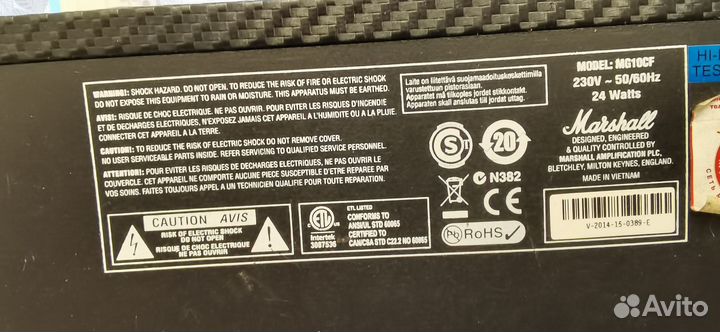 WARNING: SHOCK HAZARD. DO NOT OPEN. TO REDUCE THE RISK OF FIRE OR ELECTRIC SHOCK
DO NOT EXPOSE THIS EQUIPMENT TO RAIN OR MOISTURE. THIS APPARATUS MUST BE EARTHED.
AVIS: RISQUE DE CHOC ELECTRIQUE. NE PAS OUVRIR. POUR EVITER LES RISQUES D'INCENDIE
ET DE DECHARGES ELECTRIQUES, N'EXPOSEZ JAMAIS CET APPAREIL A L'HUMIDITE OU A LA PLUIE.
CONNECTER CET APPAREIL A LA TERRE.
CAUTION: TO REDUCE THE RISK OF ELECTRIC SHOCK DO NOT REMOVE COVER.
NO USER SERVICEABLE PARTS INSIDE. REFER SERVICING TO QUALIFIED SERVICE PERSONNEL.
ATTENTION: POUR EVITER LES RISQUES DE DECHARGES ELECTRIQUES, NE PAS OUVRIR LE
COUVERCLE. CET APPAREIL NE COMPORTE AUCUNE PIECE SUSCEPTIBLE D'ETRE REPAREE PAR
VOS SOINS. FAITES TOUJOURS APPEL A UN TECHNICIEN QUALIFIE POUR TOUTE REPARATION.
CAUTION AVIS
RISK OF ELECTRIC SHOCK
DO NOT OPEN
RISQUE DE CHOC ELECTRIQUE
NE PAS OUVRIR
ETL LISTED
CONFORMS TO
ANSI/UL STD 60065
CERTIFIED TO
CAN/CSA STD C22.2 NO 60065
Intertek
3067536
Laite on liitettävä suojamaadoituskoskettimilla
varustettuun pistorasiaan.
Apparatet må tilkoples jordet stikkontakt.
Apparaten skall anslutas till jordat uttag.
S
20
CE
N382
Pb RoHS
MODEL: MG10CF
230V ~ 50/60Hz
24 Watts
Marshall
DESIGNED, ENGINEERED
& QUALITY CONTROLLED BY
MARSHALL AMPLIFICATION PLC,
BLETCHLEY, MILTON KEYNES, ENGLAND.
MADE IN VIETNAM
V-2014-15-0389-E
Avito